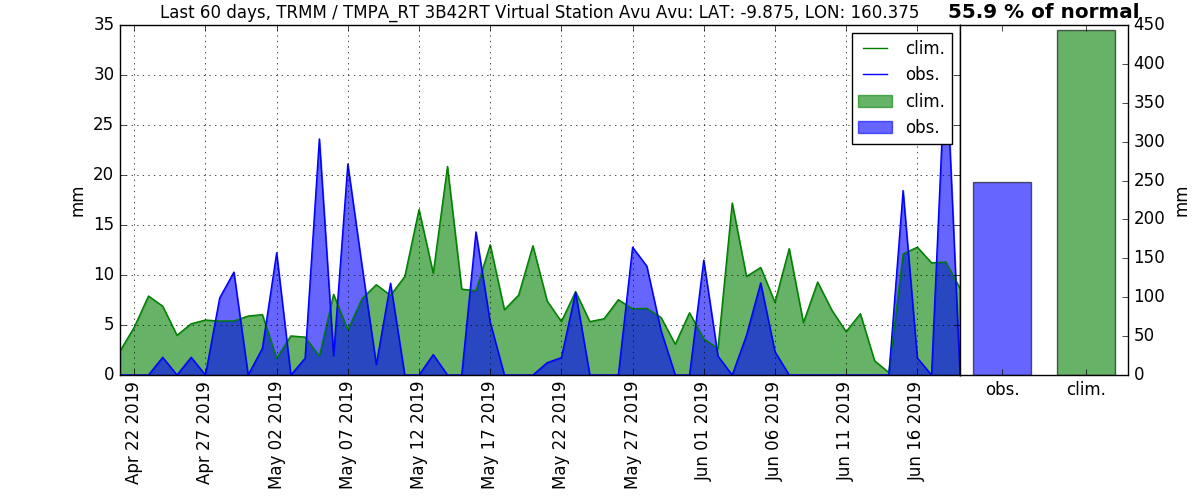 Last 60 days, TRMM / TMPA_RT 3B42RT Virtual Station Avu Avu: LAT: -9.875, LON: 160.375
55.9 % of normal
35
30
25
20
15
10
5
0
mm
clim.
obs.
clim.
obs.
450
400
350
300
250
200
150
100
50
0
mm
Apr 22 2019
Apr 27 2019
May 02 2019
May 07 2019
May 12 2019
May 17 2019
May 22 2019
May 27 2019
Jun 01 2019
Jun 06 2019
Jun 11 2019
Jun 16 2019
obs.
clim.